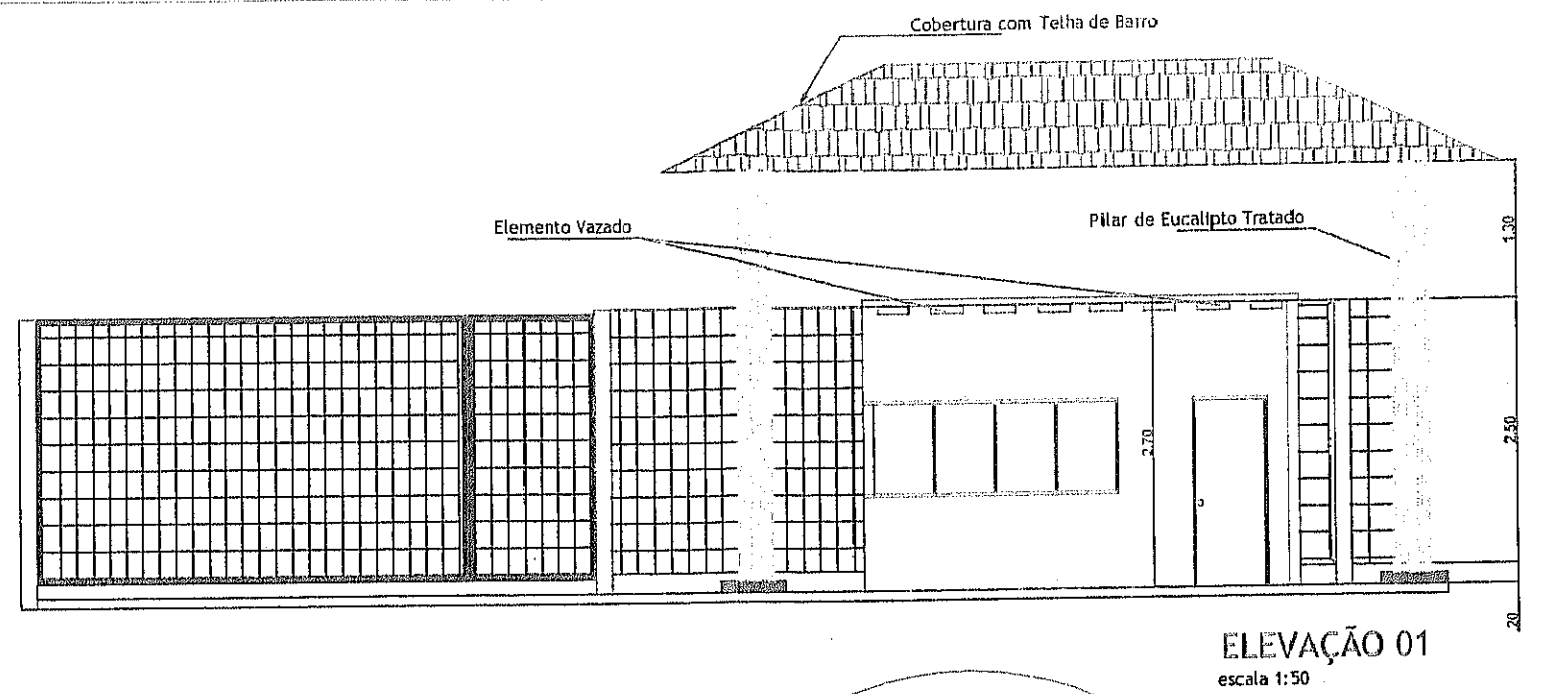 Cobertura com Telha de Barro
Elemento Vazado
Pilar de Eucalipto Tratado
1.30
2.70
2.50
20
ELEVAÇÃO 01
escala 1:50